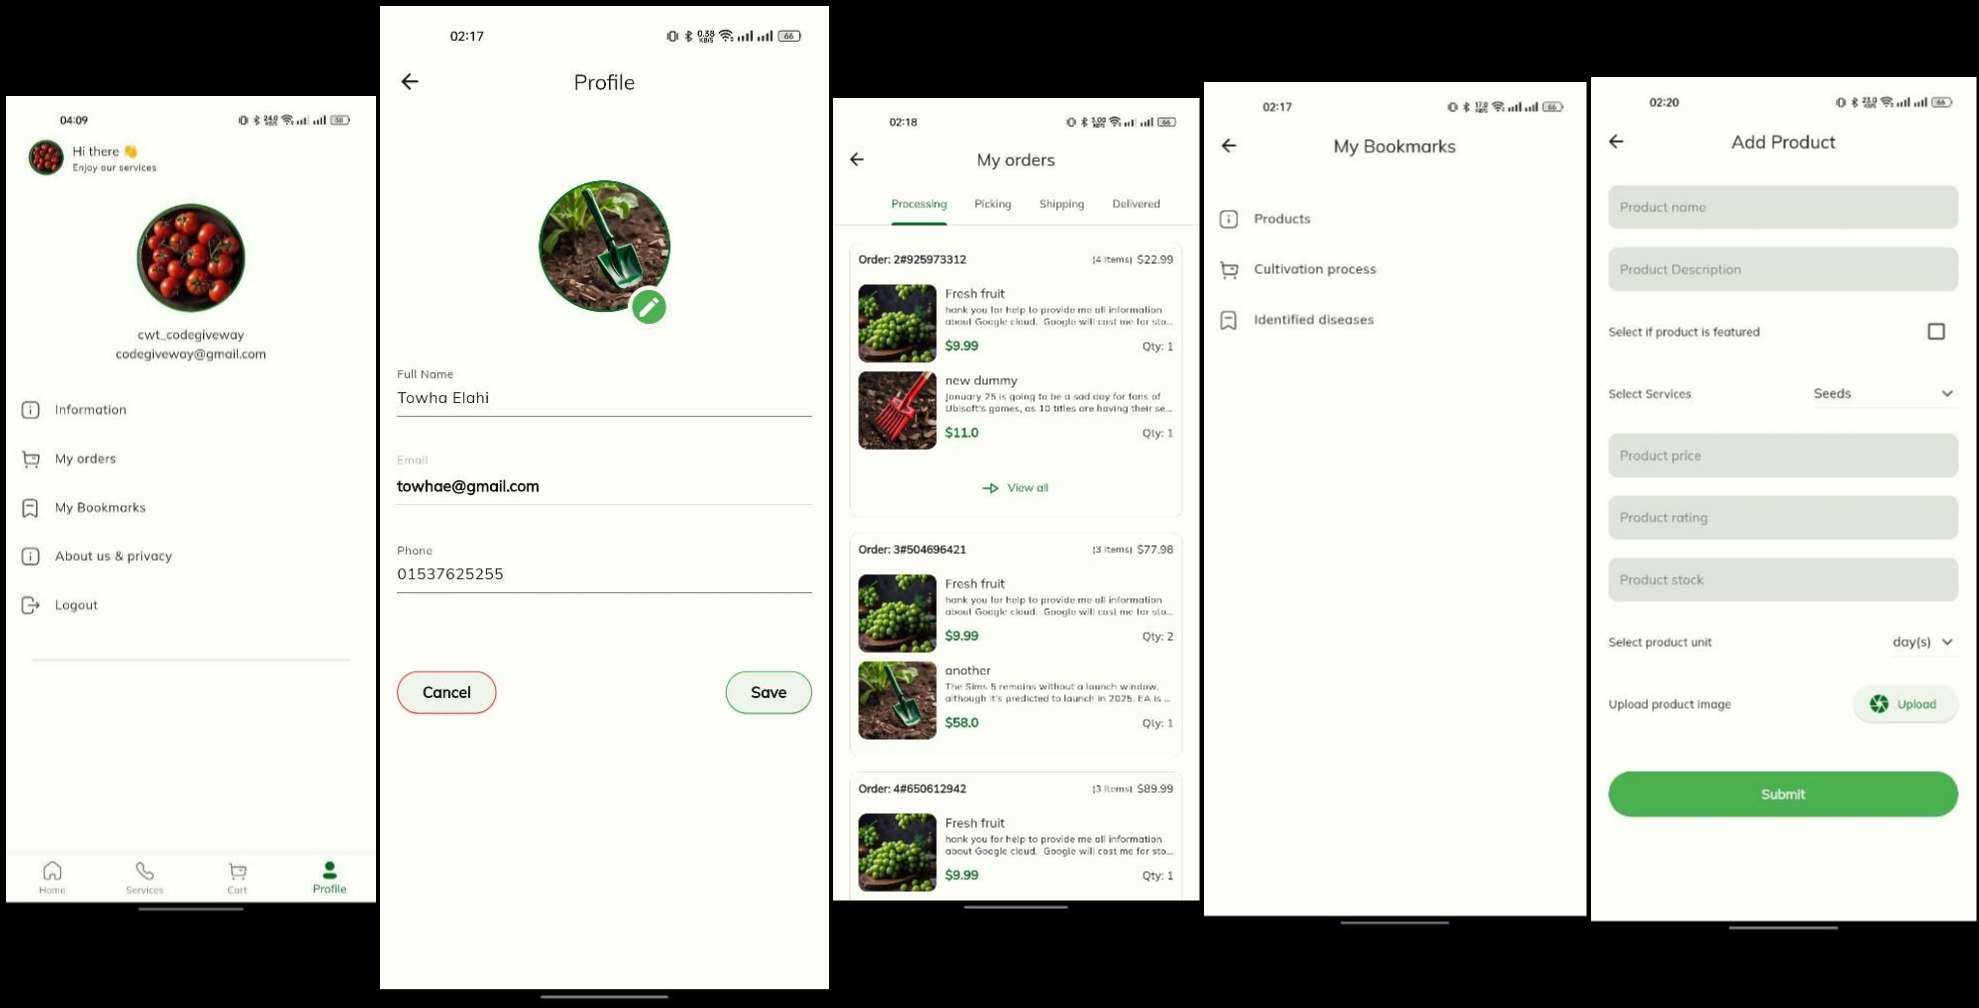 04:09
Hi there 👋
Enjoy our services
cwt_codegiveway
codegiveway@gmail.com
Information
My orders
My Bookmarks
About us & privacy
Logout
Home Services Cart Profile
02:17 0.38 KB/S 66
Profile
Full Name
Towha Elahi
Email
towhae@gmail.com
Phone
01537625255
Cancel Save
02:18 66
My orders
Processing Picking Shipping Delivered
Order: 2#925973312 (4 Items) $22.99
Fresh fruit
hank you for help to provide me all information
about Google cloud. Google will cost me for sto...
$9.99 Qty: 1
new dummy
January 25 is going to be a sad day for fans of
Ubisoft's games, as 10 titles are having their se...
$11.0 Qty: 1
View all
Order: 3#504696421 (3 Items) $77.98
Fresh fruit
hank you for help to provide me all information
about Google cloud. Google will cost me for sto...
$9.99 Qty: 2
another
The Sims 5 remains without a launch window,
although it's predicted to launch in 2025. EA is ...
$58.0 Qty: 1
Order: 4#650612942 (3 Items) $89.99
Fresh fruit
hank you for help to provide me all information
about Google cloud. Google will cost me for sto...
$9.99 Qty: 1
02:17 66
My Bookmarks
Products
Cultivation process
Identified diseases
02:20 66
Add Product
Product name
Product Description
Select if product is featured
Select Services Seeds
Product price
Product rating
Product stock
Select product unit day(s)
Upload product image Upload
Submit